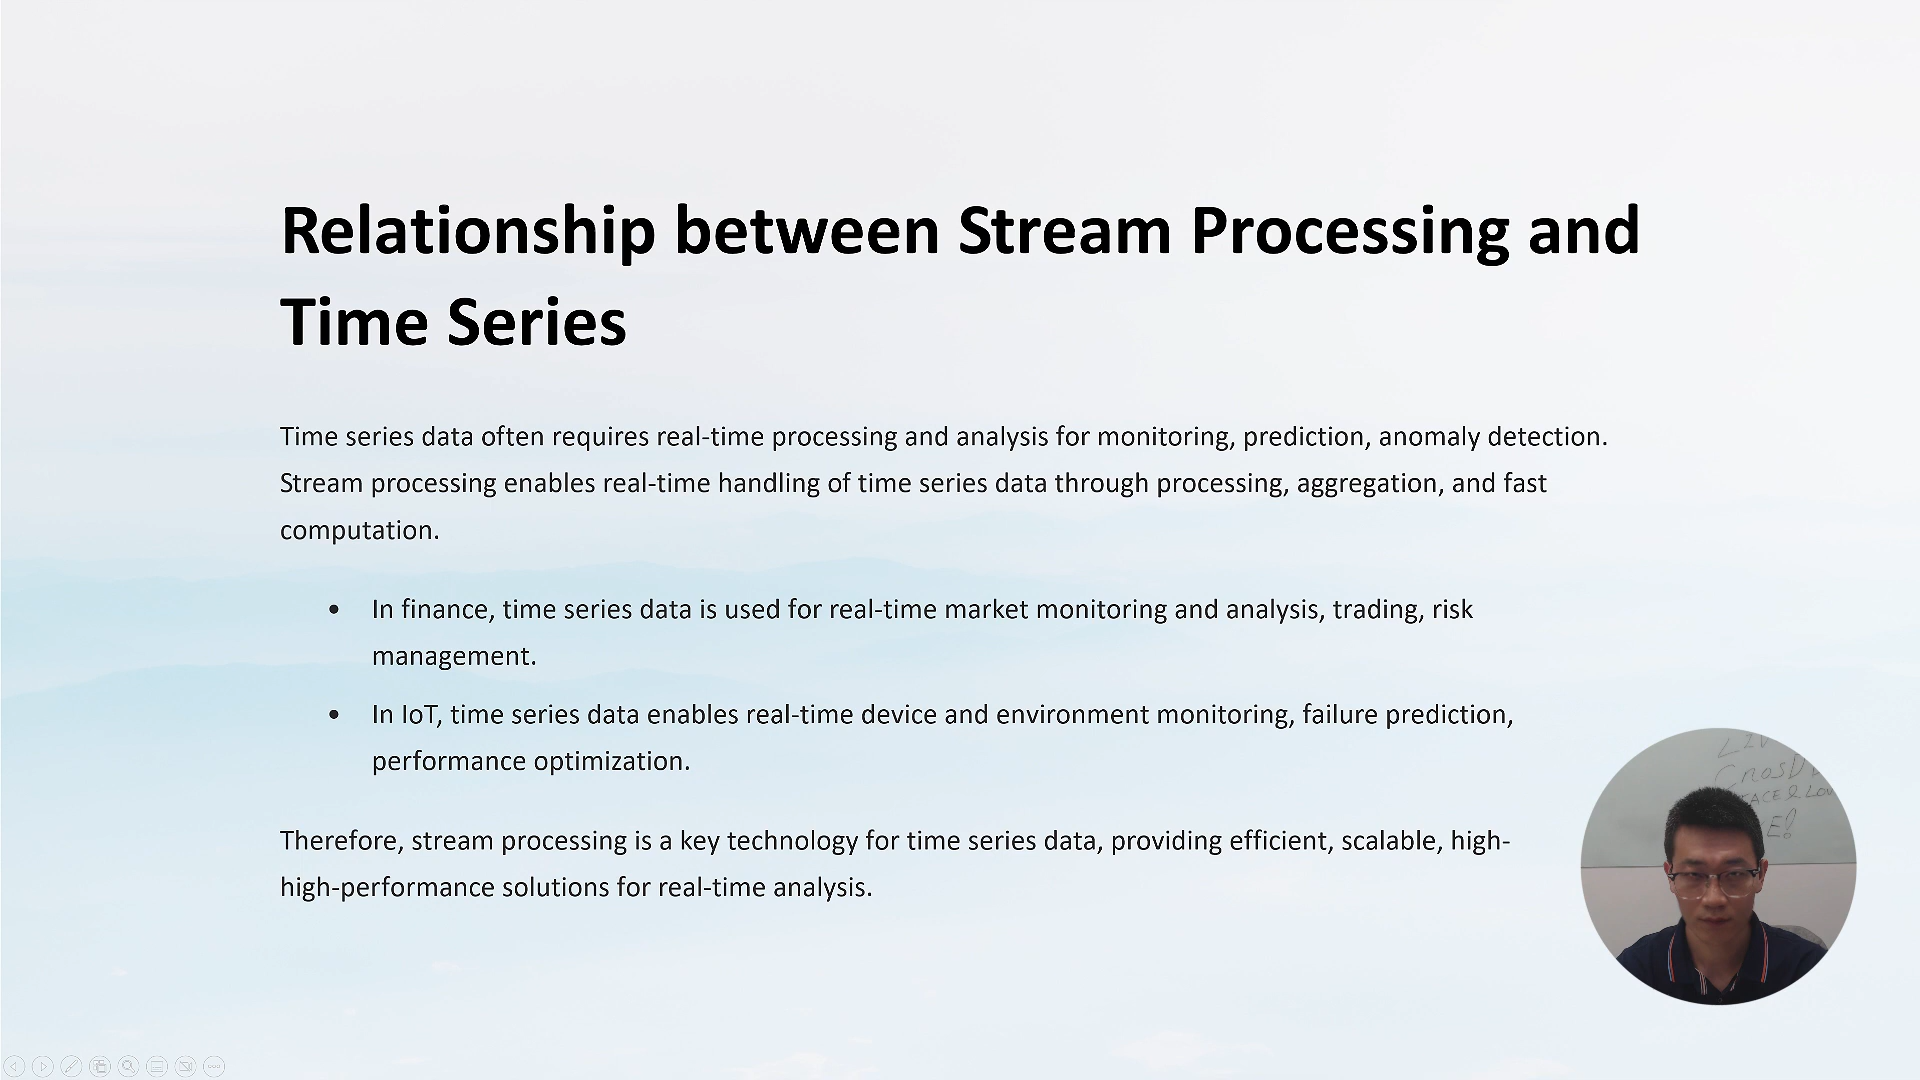 Relationship between Stream Processing and
Time Series
Time series data often requires real-time processing and analysis for monitoring, prediction, anomaly detection.
Stream processing enables real-time handling of time series data through processing, aggregation, and fast
computation.
• In finance, time series data is used for real-time market monitoring and analysis, trading, risk
management.
• In IoT, time series data enables real-time device and environment monitoring, failure prediction,
performance optimization.
Therefore, stream processing is a key technology for time series data, providing efficient, scalable, high-
high-performance solutions for real-time analysis.